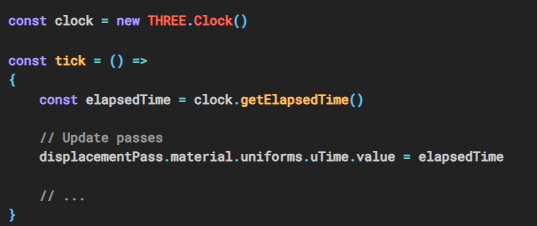 const clock = new THREE.Clock()
const tick = () =>
{
const elapsedTime = clock.getElapsedTime()
// Update passes
displacementPass.material.uniforms.uTime.value = elapsedTime
// ...
}